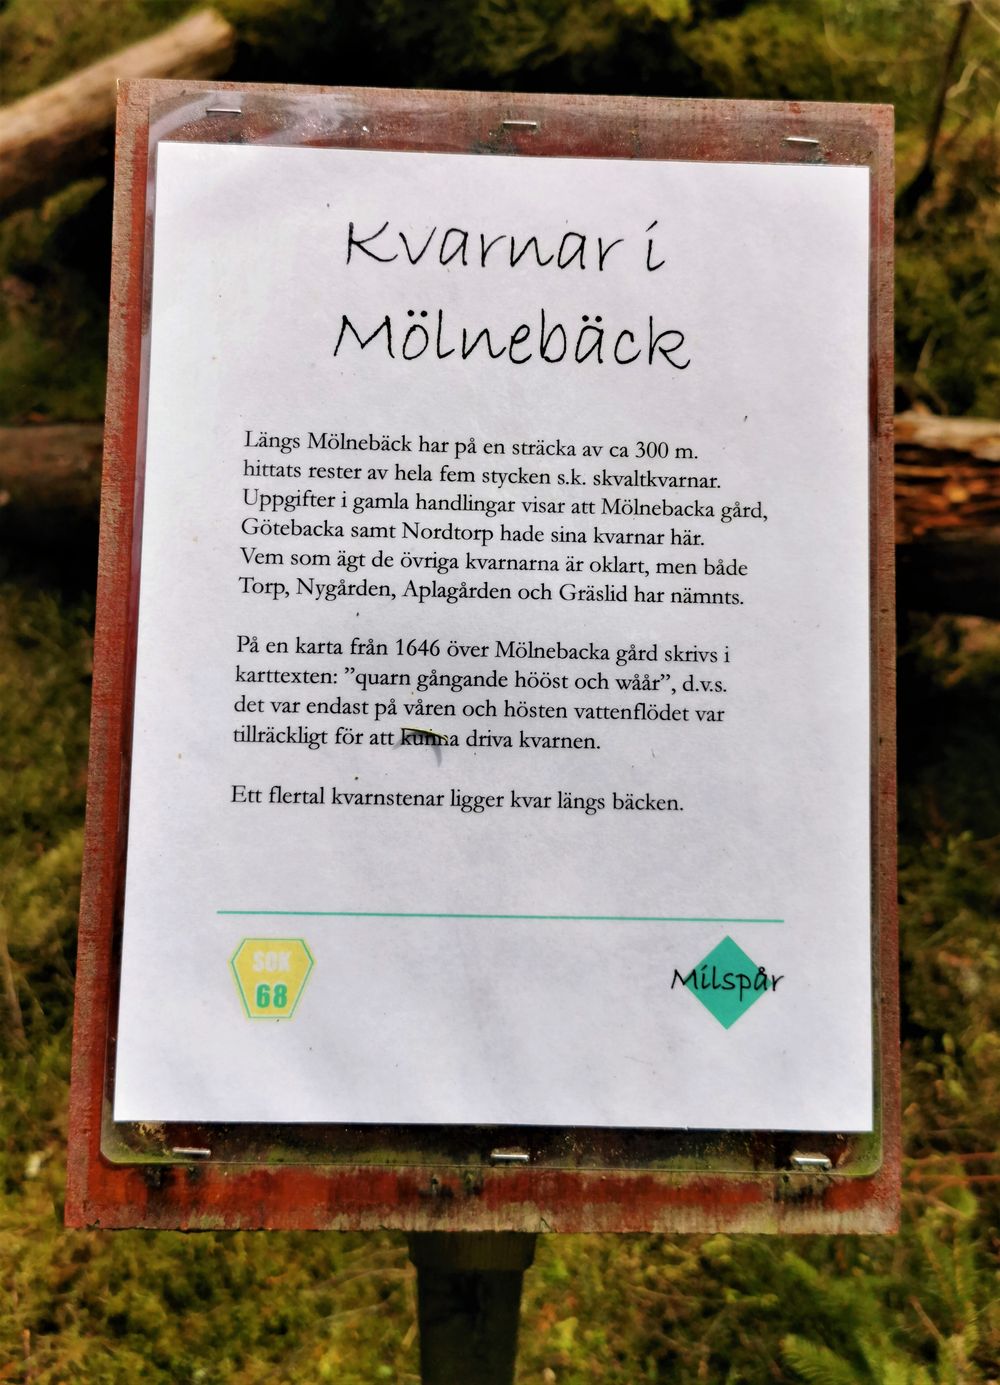 Kvarnar i
Mölnebäck
Längs Mölnebäck har på en sträcka av ca 300 m.
hittats rester av hela fem stycken s.k. skvaltkvarnar.
Uppgifter i gamla handlingar visar att Mölnebacka gård,
Götebacka samt Nordtorp hade sina kvarnar här.
Vem som ägt de övriga kvarnarna är oklart, men både
Torp, Nygården, Aplagården och Gräslid har nämnts.
På en karta från 1646 över Mölnebacka gård skrivs i
karttexten: ”quarn gångande hööst och wåår”, d.v.s.
det var endast på våren och hösten vattenflödet var
tillräckligt för att kunna driva kvarnen.
Ett flertal kvarnstenar ligger kvar längs bäcken.
SOK
68
Milspår